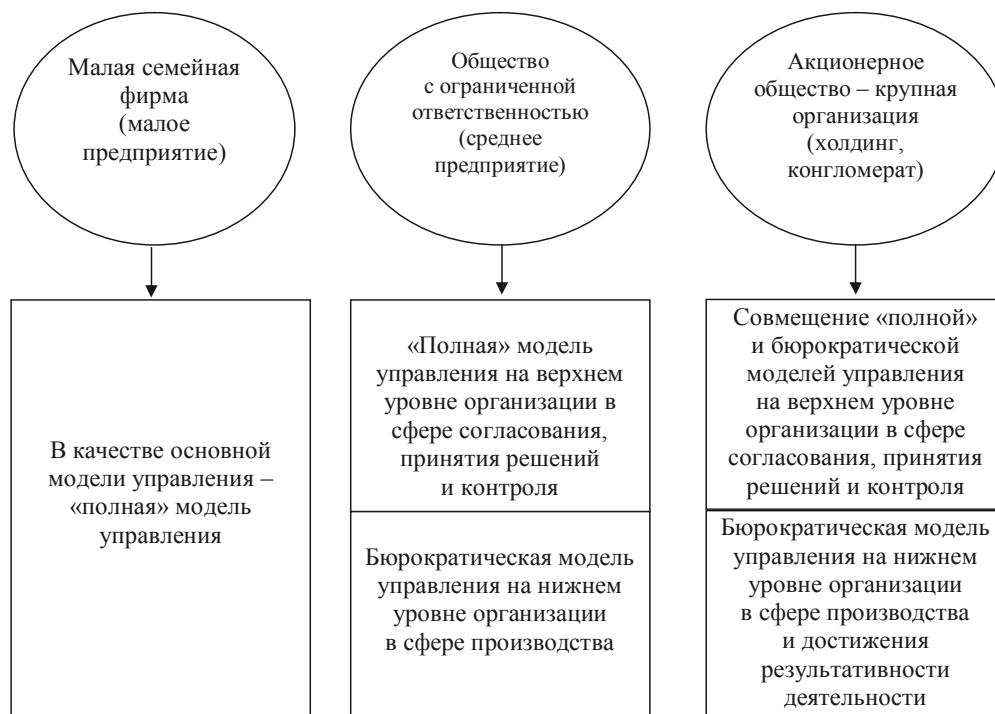 Малая семейная
фирма
(малое
предприятие)
Общество
с ограниченной
ответственностью
(среднее
предприятие)
Акционерное
общество – крупная
организация
(холдинг,
конгломерат)
В качестве основной
модели управления –
«полная» модель
управления
«Полная» модель
управления на верхнем
уровне организации в
сфере согласования,
принятия решений
и контроля
Бюрократическая модель
управления на нижнем
уровне организации
в сфере производства
Совмещение «полной»
и бюрократической
моделей управления
на верхнем уровне
организации в сфере
согласования, принятия
решений и контроля
Бюрократическая модель
управления на нижнем
уровне организации
в сфере производства
и достижения
результативности
деятельности